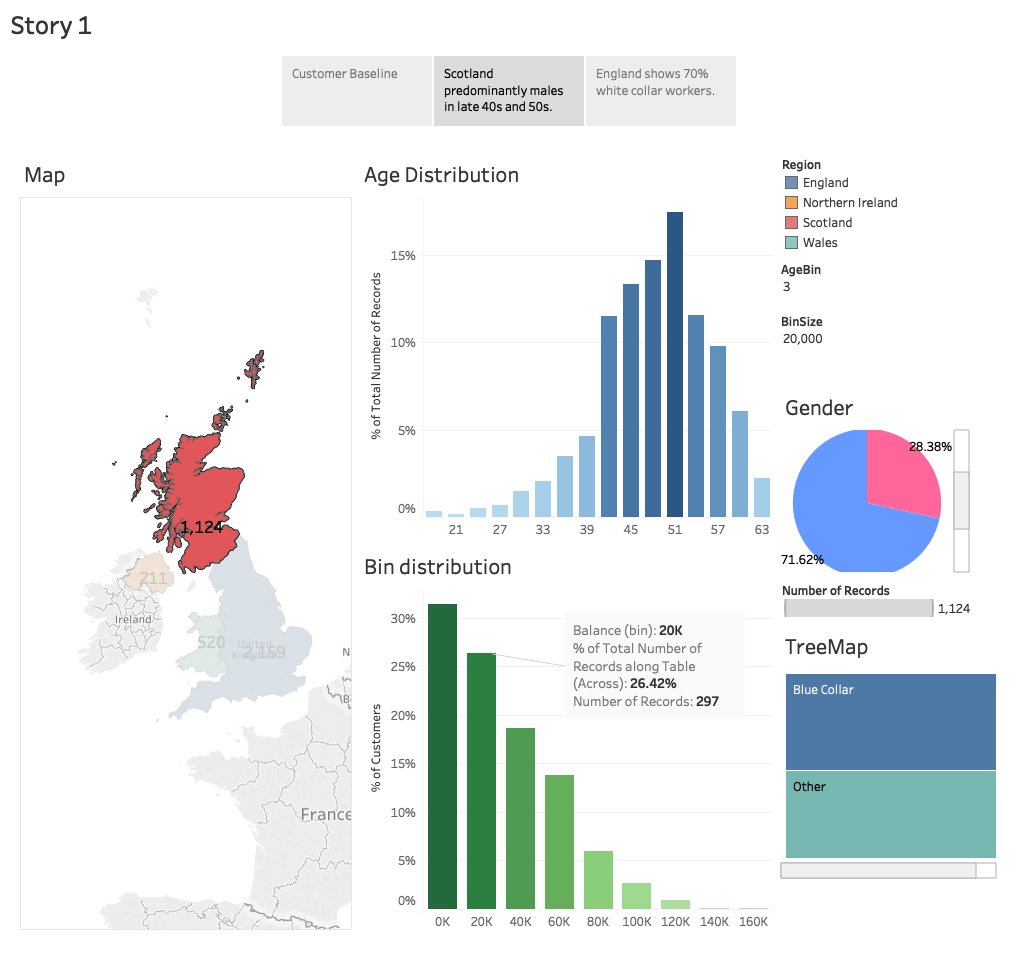 Story 1
Customer Baseline
Scotland
predominantly males
in late 40s and 50s.
England shows 70%
white collar workers.
Map
1,124
211
Ireland
520
United
Kingdom
2,159
N
B
France
Age Distribution
% of Total Number of Records
15%
10%
5%
0%
21
27
33
39
45
51
57
63
Bin distribution
% of Customers
30%
25%
20%
15%
10%
5%
0%
Balance (bin): 20K
% of Total Number of
Records along Table
(Across): 26.42%
Number of Records: 297
0K
20K
40K
60K
80K
100K
120K
140K
160K
Region
England
Northern Ireland
Scotland
Wales
AgeBin
3
BinSize
20,000
Gender
28.38%
71.62%
Number of Records
1,124
TreeMap
Blue Collar
Other